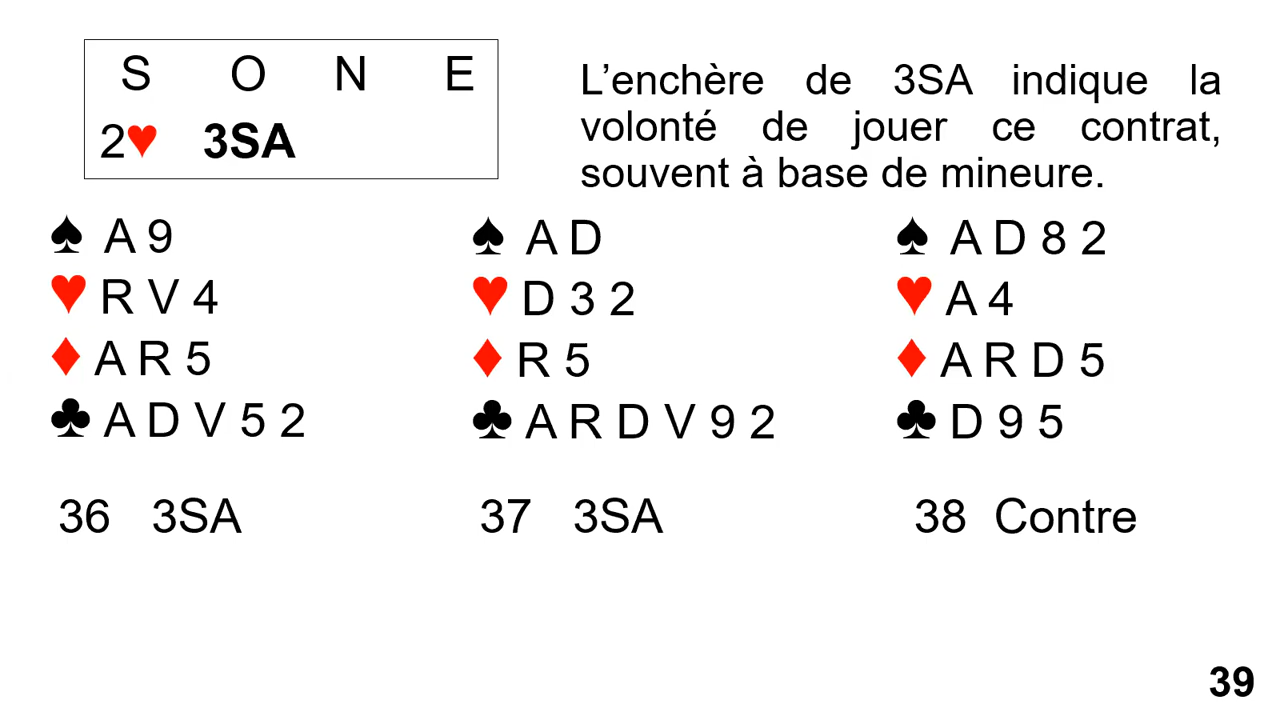 S O N E
2♥ 3SA
L’enchère de 3SA indique la
volonté de jouer ce contrat,
souvent à base de mineure.
♠ A 9
♥ R V 4
♦ A R 5
♣ A D V 5 2
36 3SA
♠ A D
♥ D 3 2
♦ R 5
♣ A R D V 9 2
37 3SA
♠ A D 8 2
♥ A 4
♦ A R D 5
♣ D 9 5
38 Contre
39